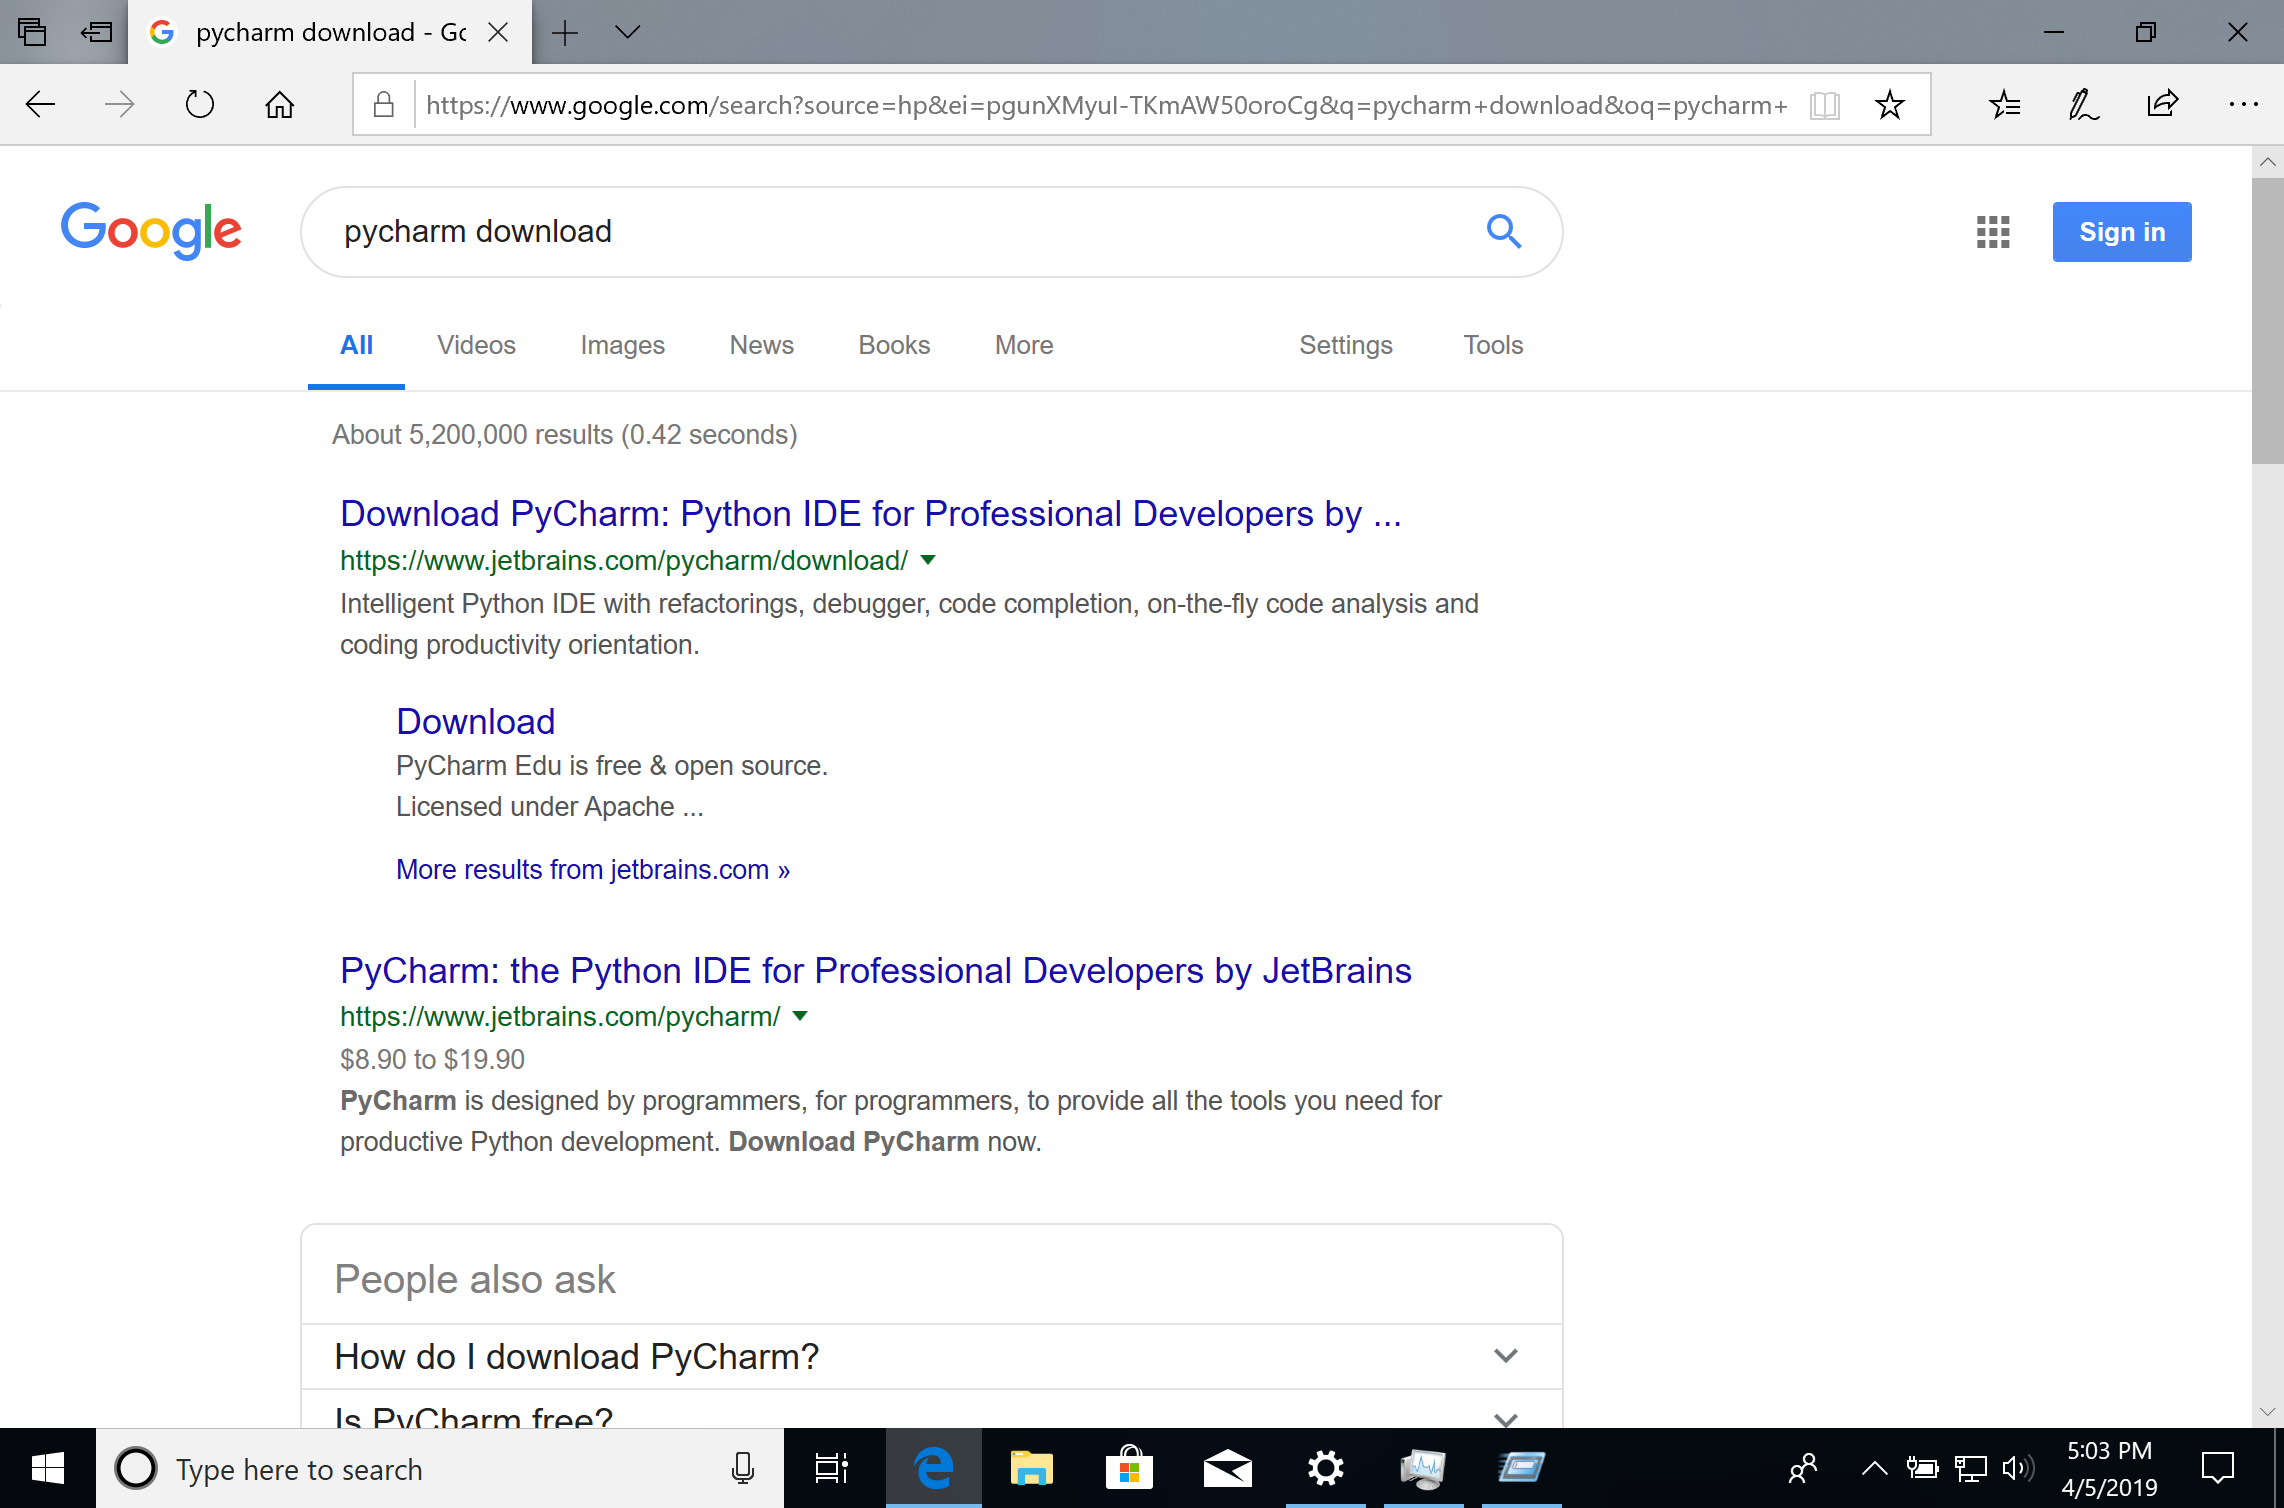 pycharm download - Go
https://www.google.com/search?source=hp&ei=pgunXMyuI-TKmAW50oroCg&q=pycharm+download&oq=pycharm+
Google
pycharm download
Sign in
All Videos Images News Books More Settings Tools
About 5,200,000 results (0.42 seconds)
Download PyCharm: Python IDE for Professional Developers by ...
https://www.jetbrains.com/pycharm/download/
Intelligent Python IDE with refactorings, debugger, code completion, on-the-fly code analysis and
coding productivity orientation.
Download
PyCharm Edu is free & open source.
Licensed under Apache ...
More results from jetbrains.com »
PyCharm: the Python IDE for Professional Developers by JetBrains
https://www.jetbrains.com/pycharm/
$8.90 to $19.90
PyCharm is designed by programmers, for programmers, to provide all the tools you need for
productive Python development. Download PyCharm now.
People also ask
How do I download PyCharm?
Is PyCharm free?
Type here to search
5:03 PM
4/5/2019